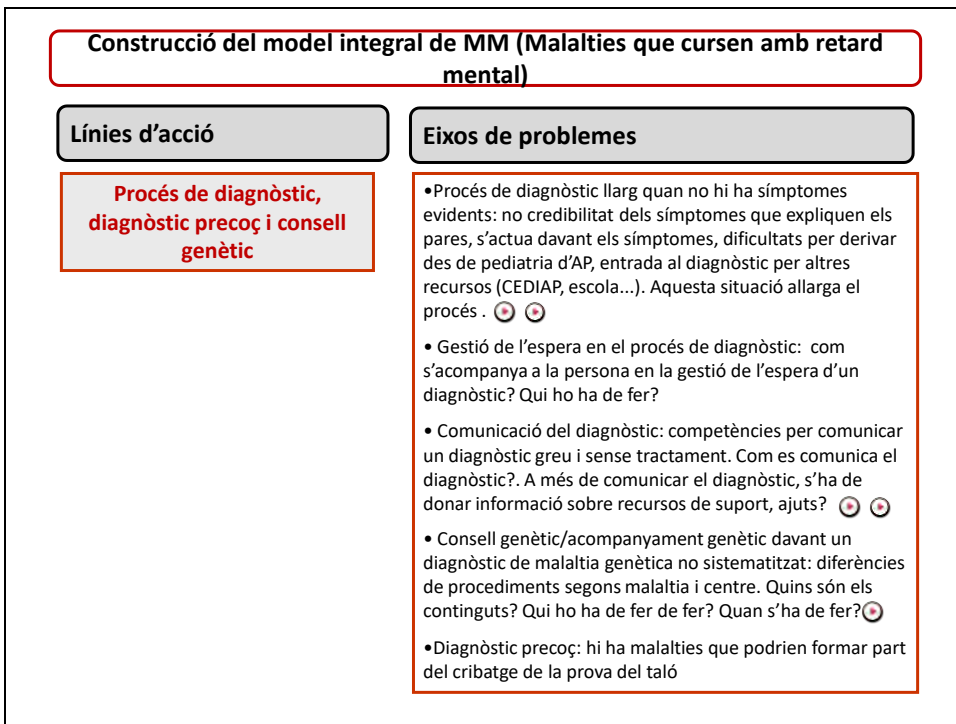 Construcció del model integral de MM (Malalties que cursen amb retard
mental)
Línies d'acció
Eixos de problemes
Procés de diagnòstic,
diagnòstic precoç i consell
genètic
•Procés de diagnòstic llarg quan no hi ha símptomes
evidents: no credibilitat dels símptomes que expliquen els
pares, s'actua davant els símptomes, dificultats per derivar
des de pediatria d'AP, entrada al diagnòstic per altres
recursos (CEDIAP, escola...). Aquesta situació allarga el
procés .
• Gestió de l'espera en el procés de diagnòstic:  com
s'acompanya a la persona en la gestió de l'espera d'un
diagnòstic? Qui ho ha de fer?
• Comunicació del diagnòstic: competències per comunicar
un diagnòstic greu i sense tractament. Com es comunica el
diagnòstic?. A més de comunicar el diagnòstic, s'ha de
donar informació sobre recursos de suport, ajuts?
• Consell genètic/acompanyament genètic davant un
diagnòstic de malaltia genètica no sistematitzat: diferències
de procediments segons malaltia i centre. Quins són els
continguts? Qui ho ha de fer de fer? Quan s'ha de fer?
•Diagnòstic precoç: hi ha malalties que podrien formar part
del cribatge de la prova del taló